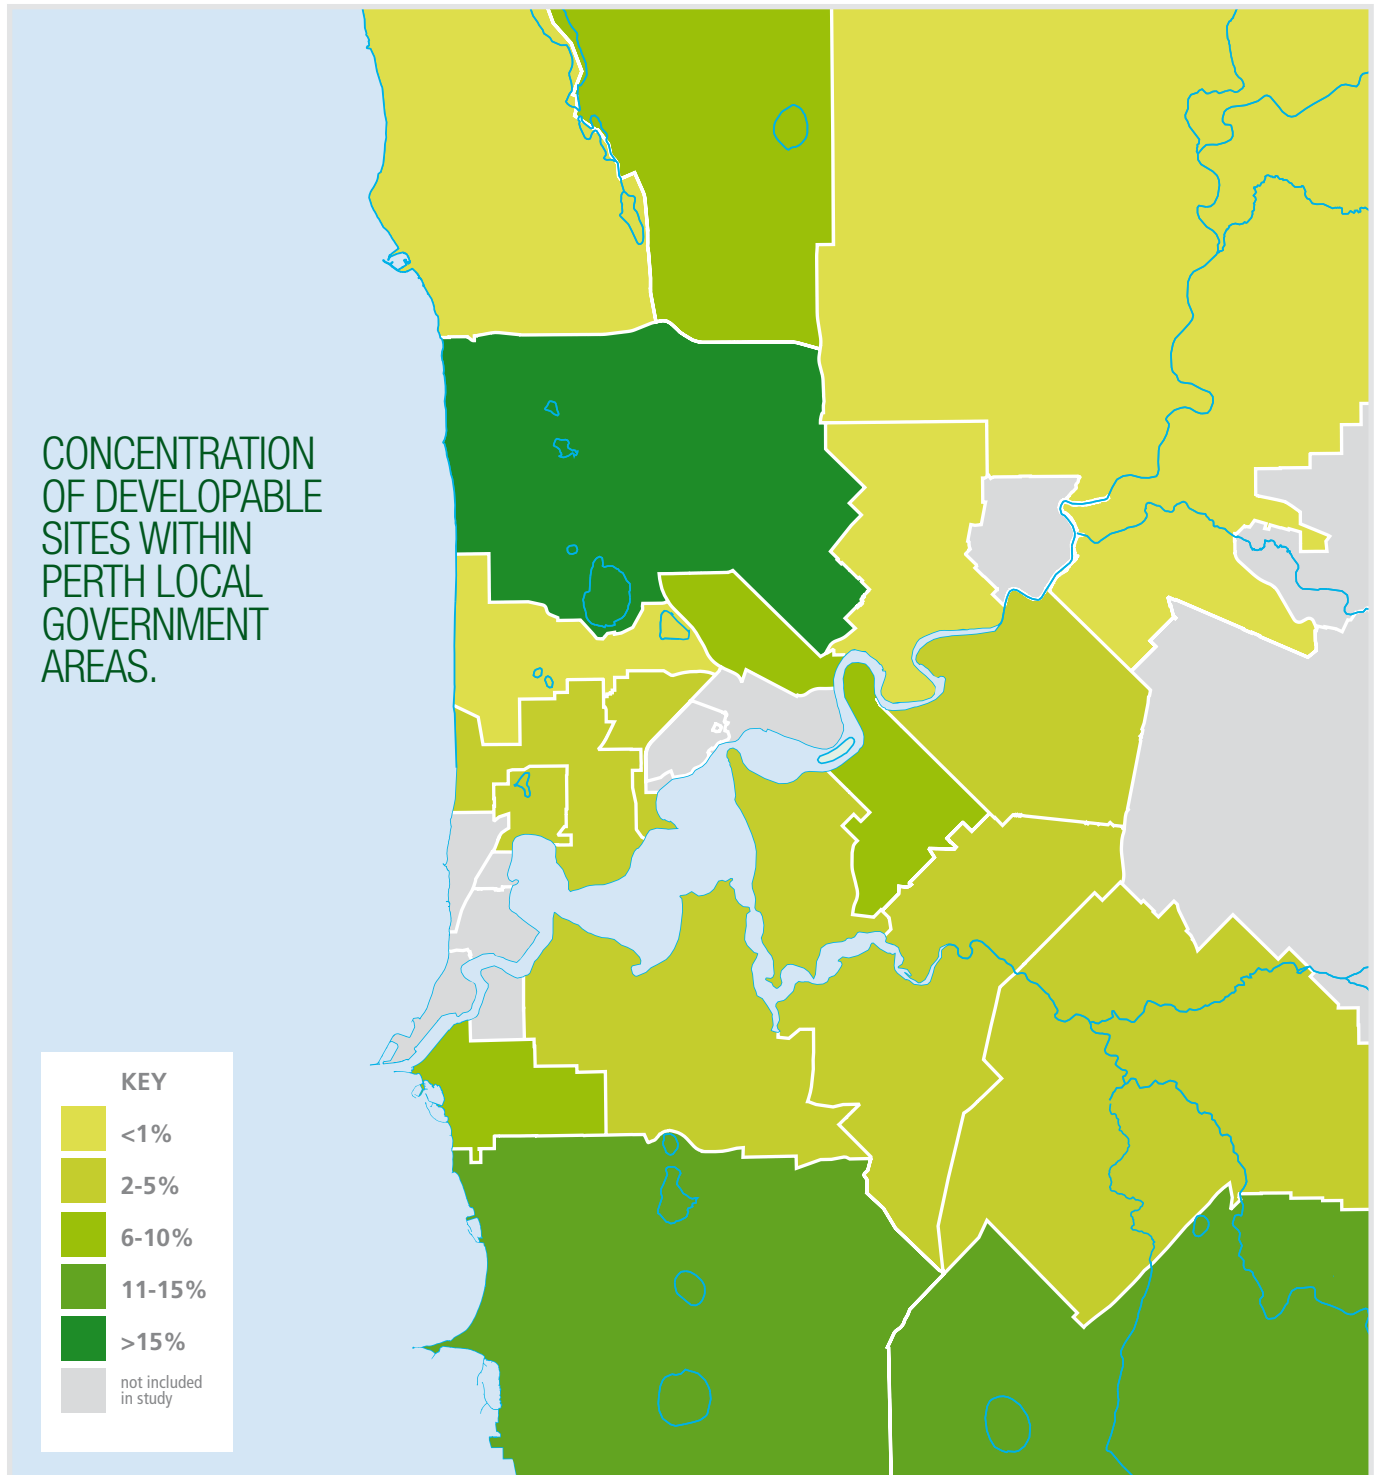 CONCENTRATION
OF DEVELOPABLE
SITES WITHIN
PERTH LOCAL
GOVERNMENT
AREAS.
KEY
<1%
2-5%
6-10%
11-15%
>15%
not included
in study